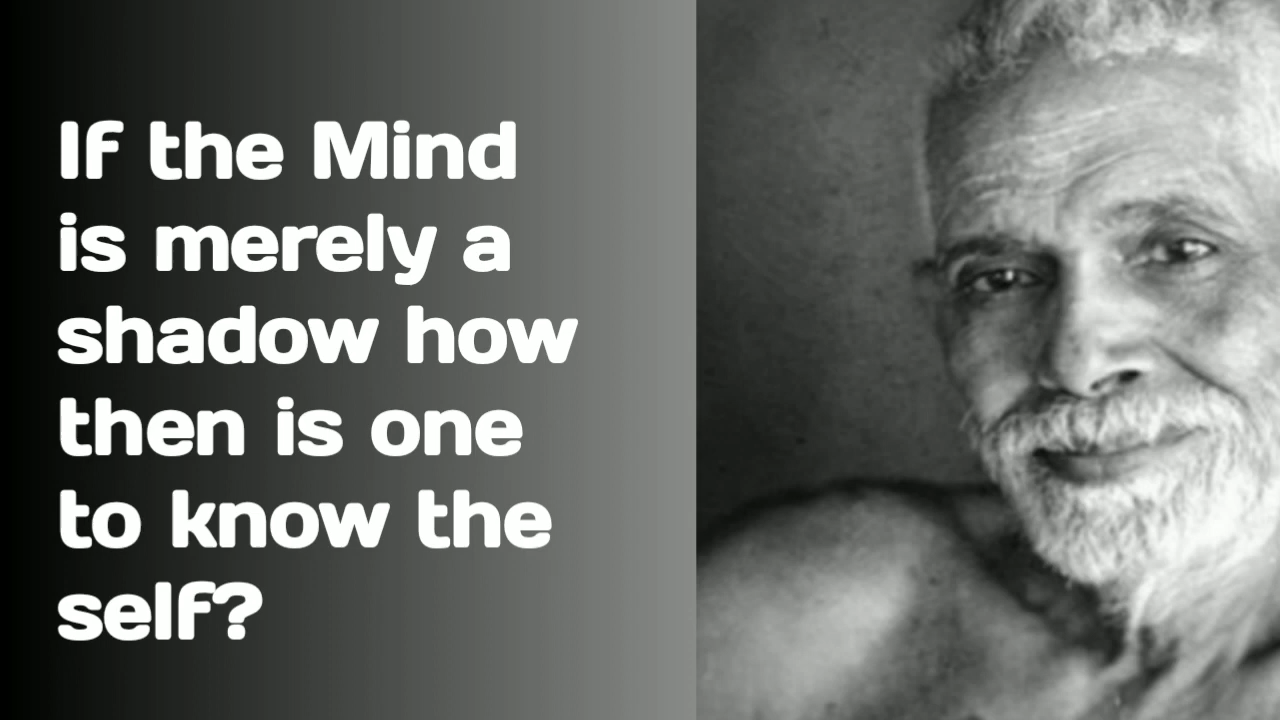 If the Mind
is merely a
shadow how
then is one
to know the
self?